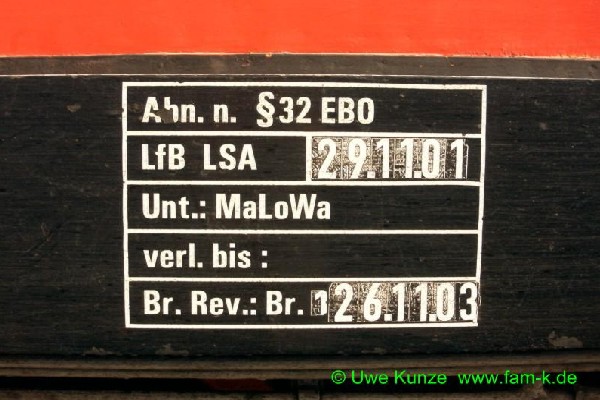 Abn. n. §32 EBO
LfB LSA 29.11.01
Unt.: MaLoWa
verl. bis :
Br. Rev.: Br. 3 26.11.03
© Uwe Kunze www.fam-k.de